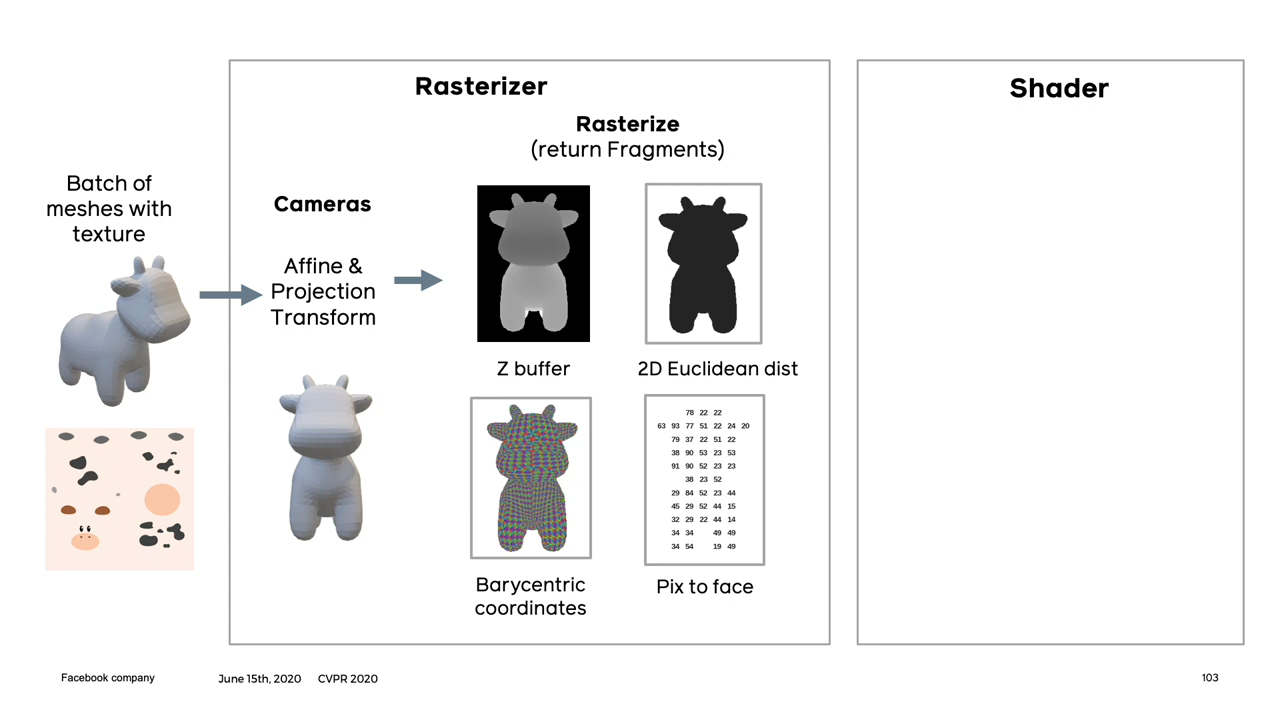 Rasterizer
Shader
Rasterize
(return Fragments)
Batch of
meshes with
texture
Cameras
Affine &
Projection
Transform
Z buffer
2D Euclidean dist
78 22 22
63 93 77 51 22 24 20
79 37 22 51 22
38 90 53 23 53
91 90 52 23 23
38 23 52
29 84 52 23 44
45 29 52 44 15
32 29 22 44 14
34 34 49 49
34 54 19 49
Barycentric
coordinates
Pix to face
Facebook company
June 15th, 2020 CVPR 2020
103